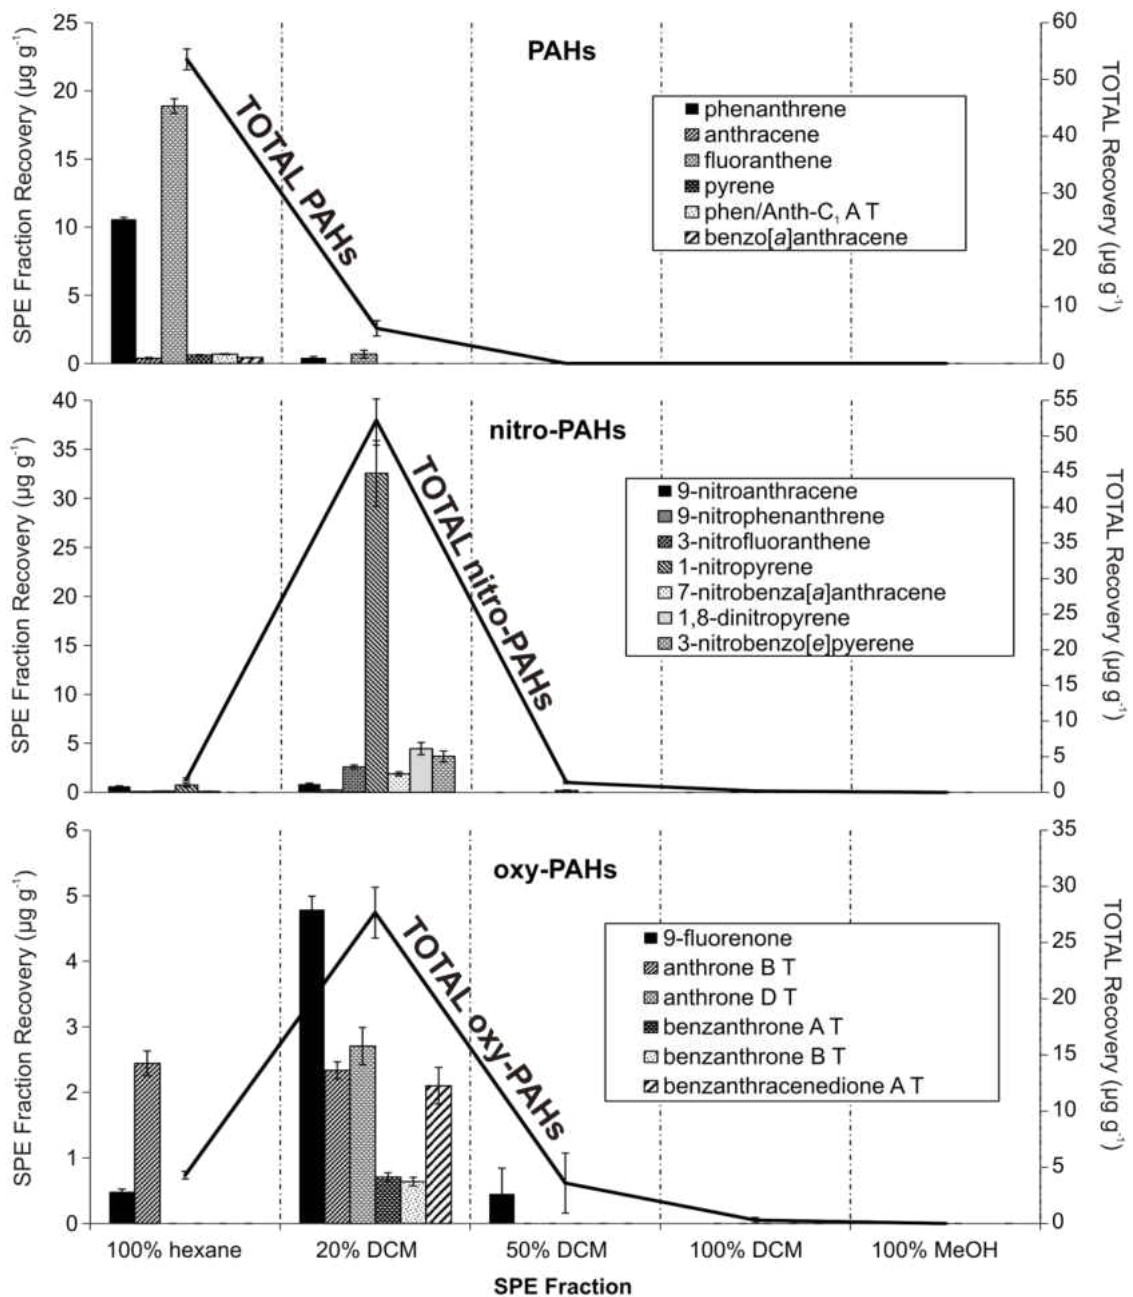 PAHs
SPE Fraction Recovery (µg g⁻¹)
25
20
15
10
5
0
TOTAL PAHs
phenanthrene
anthracene
fluoranthene
pyrene
phen/Anth-C₁ A T
benzo[a]anthracene
60
50
40
30
20
10
0
TOTAL Recovery (µg g⁻¹)
nitro-PAHs
SPE Fraction Recovery (µg g⁻¹)
40
35
30
25
20
15
10
5
0
TOTAL nitro-PAHs
9-nitroanthracene
9-nitrophenanthrene
3-nitrofluoranthene
1-nitropyrene
7-nitrobenza[a]anthracene
1,8-dinitropyrene
3-nitrobenzo[e]pyerene
55
50
45
40
35
30
25
20
15
10
5
0
TOTAL Recovery (µg g⁻¹)
oxy-PAHs
SPE Fraction Recovery (µg g⁻¹)
6
5
4
3
2
1
0
TOTAL oxy-PAHs
9-fluorenone
anthrone B T
anthrone D T
benzanthrone A T
benzanthrone B T
benzanthracenedione A T
35
30
25
20
15
10
5
0
TOTAL Recovery (µg g⁻¹)
100% hexane
20% DCM
50% DCM
100% DCM
100% MeOH
SPE Fraction